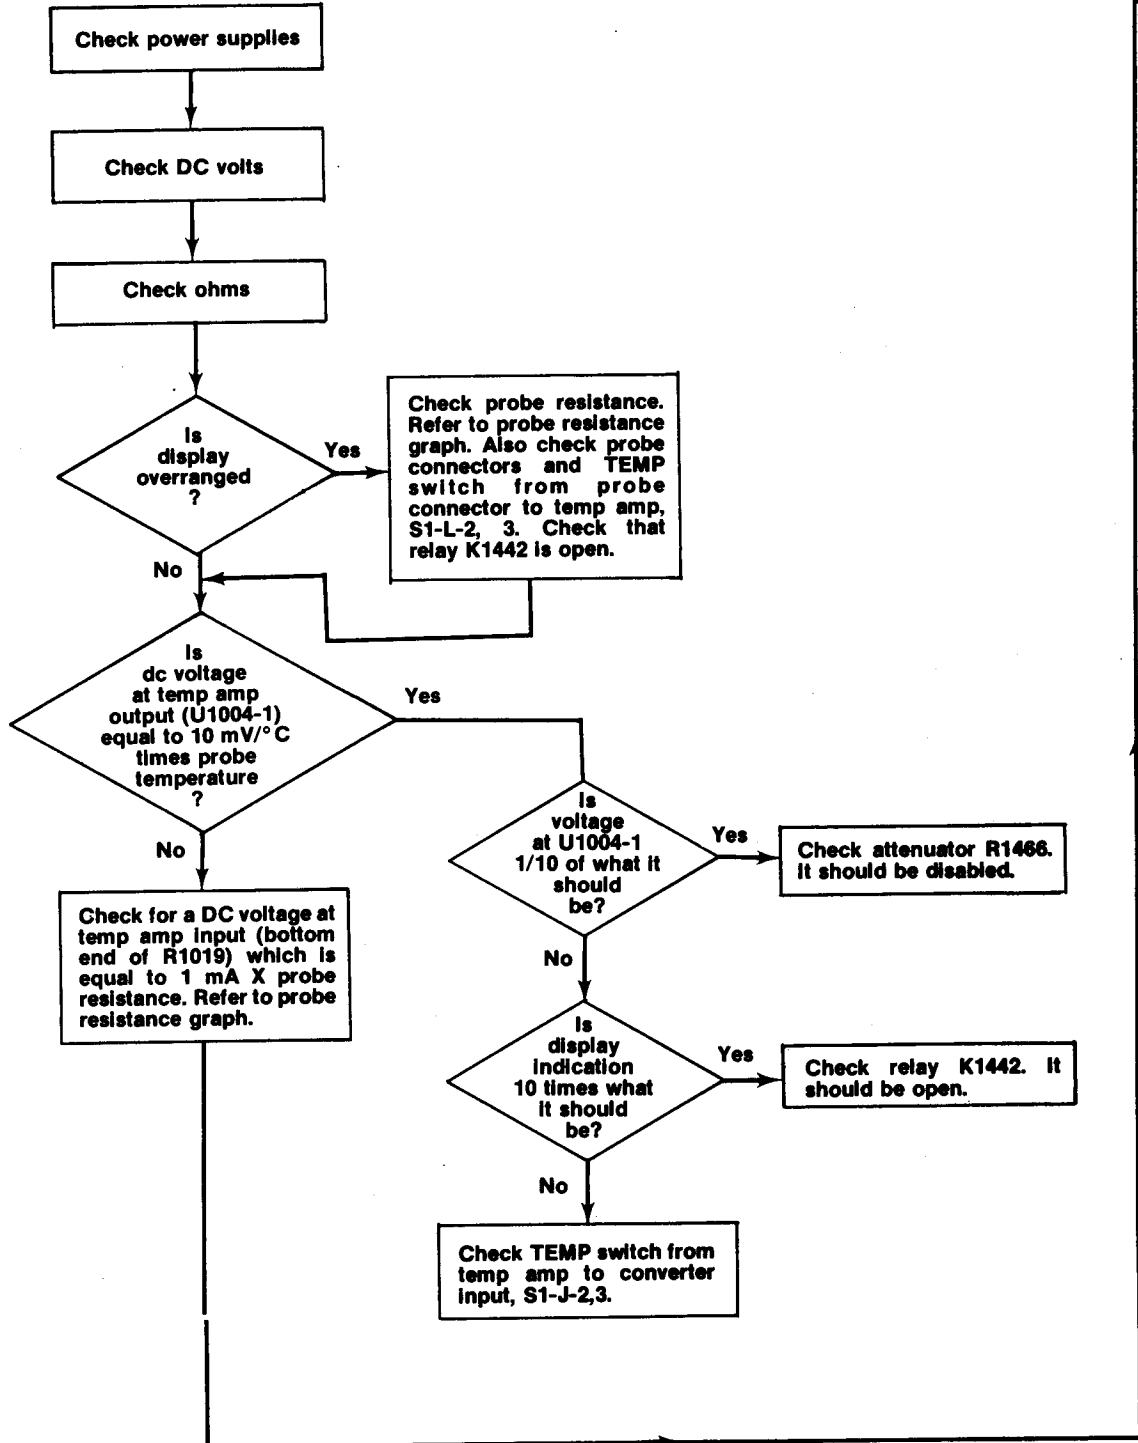 Check power supplies
Check DC volts
Check ohms
Is
display
overranged
?
Yes
Check probe resistance.
Refer to probe resistance
graph. Also check probe
connectors and TEMP
switch from probe
connector to temp amp,
S1-L-2, 3. Check that
relay K1442 is open.
No
Is
dc voltage
at temp amp
output (U1004-1)
equal to 10 mV/°C
times probe
temperature
?
Yes
No
Is
voltage
at U1004-1
1/10 of what it
should
be?
Yes
Check attenuator R1466.
It should be disabled.
Check for a DC voltage at
temp amp input (bottom
end of R1019) which is
equal to 1 mA X probe
resistance. Refer to probe
resistance graph.
No
Is
display
indication
10 times what
it should
be?
Yes
Check relay K1442. It
should be open.
No
Check TEMP switch from
temp amp to converter
input, S1-J-2,3.